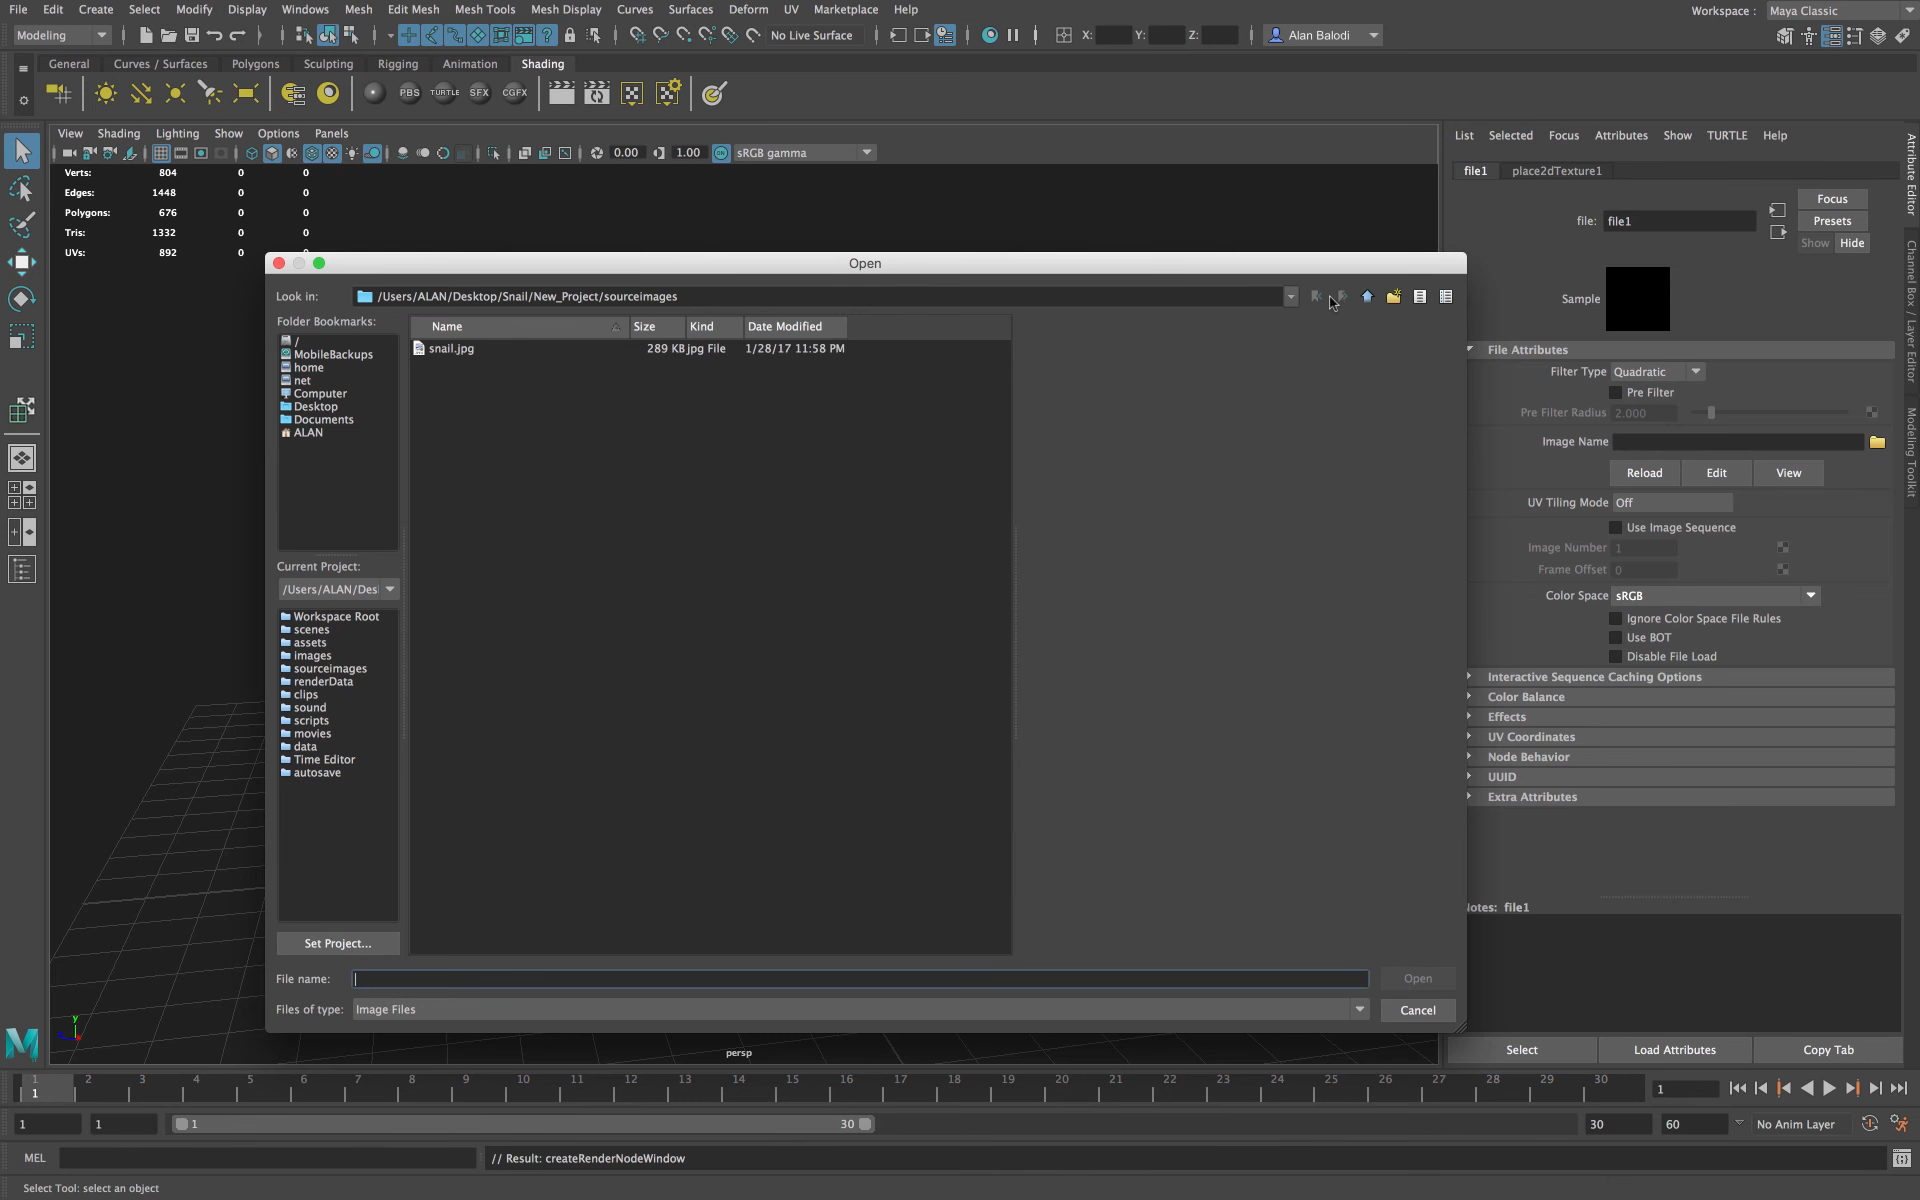 File Edit Create Select Modify Display Windows Mesh Edit Mesh Mesh Tools Mesh Display Curves Surfaces Deform UV Marketplace Help Workspace : Maya Classic
Modeling No Live Surface X: Y: Z: Alan Balodi
General Curves / Surfaces Polygons Sculpting Rigging Animation Shading
PBS TURTLE SFX CGFX
View Shading Lighting Show Options Panels
0.00 1.00 ON sRGB gamma
Verts: 804 0 0
Edges: 1448 0 0
Polygons: 676 0 0
Tris: 1332 0 0
UVs: 892 0 0
Open
Look in: /Users/ALAN/Desktop/Snail/New_Project/sourceimages
Folder Bookmarks:
/
MobileBackups
home
net
Computer
Desktop
Documents
ALAN
Name Size Kind Date Modified
snail.jpg 289 KB jpg File 1/28/17 11:58 PM
Current Project:
/Users/ALAN/Des
Workspace Root
scenes
assets
images
sourceimages
renderData
clips
sound
scripts
movies
data
Time Editor
autosave
Set Project...
File name: Open
Files of type: Image Files Cancel
y
persp
List Selected Focus Attributes Show TURTLE Help
file1 place2dTexture1
Focus
file: file1 Presets
Show Hide
Sample
File Attributes
Filter Type Quadratic
Pre Filter
Pre Filter Radius 2.000
Image Name
Reload Edit View
UV Tiling Mode Off
Use Image Sequence
Image Number 1
Frame Offset 0
Color Space sRGB
Ignore Color Space File Rules
Use BOT
Disable File Load
Interactive Sequence Caching Options
Color Balance
Effects
UV Coordinates
Node Behavior
UUID
Extra Attributes
otes: file1
Select Load Attributes Copy Tab
Attribute Editor
Channel Box / Layer Editor
Modeling Toolkit
1 2 3 4 5 6 7 8 9 10 11 12 13 14 15 16 17 18 19 20 21 22 23 24 25 26 27 28 29 30
1 1
1 1 1 30 30 60 No Anim Layer
MEL // Result: createRenderNodeWindow
Select Tool: select an object